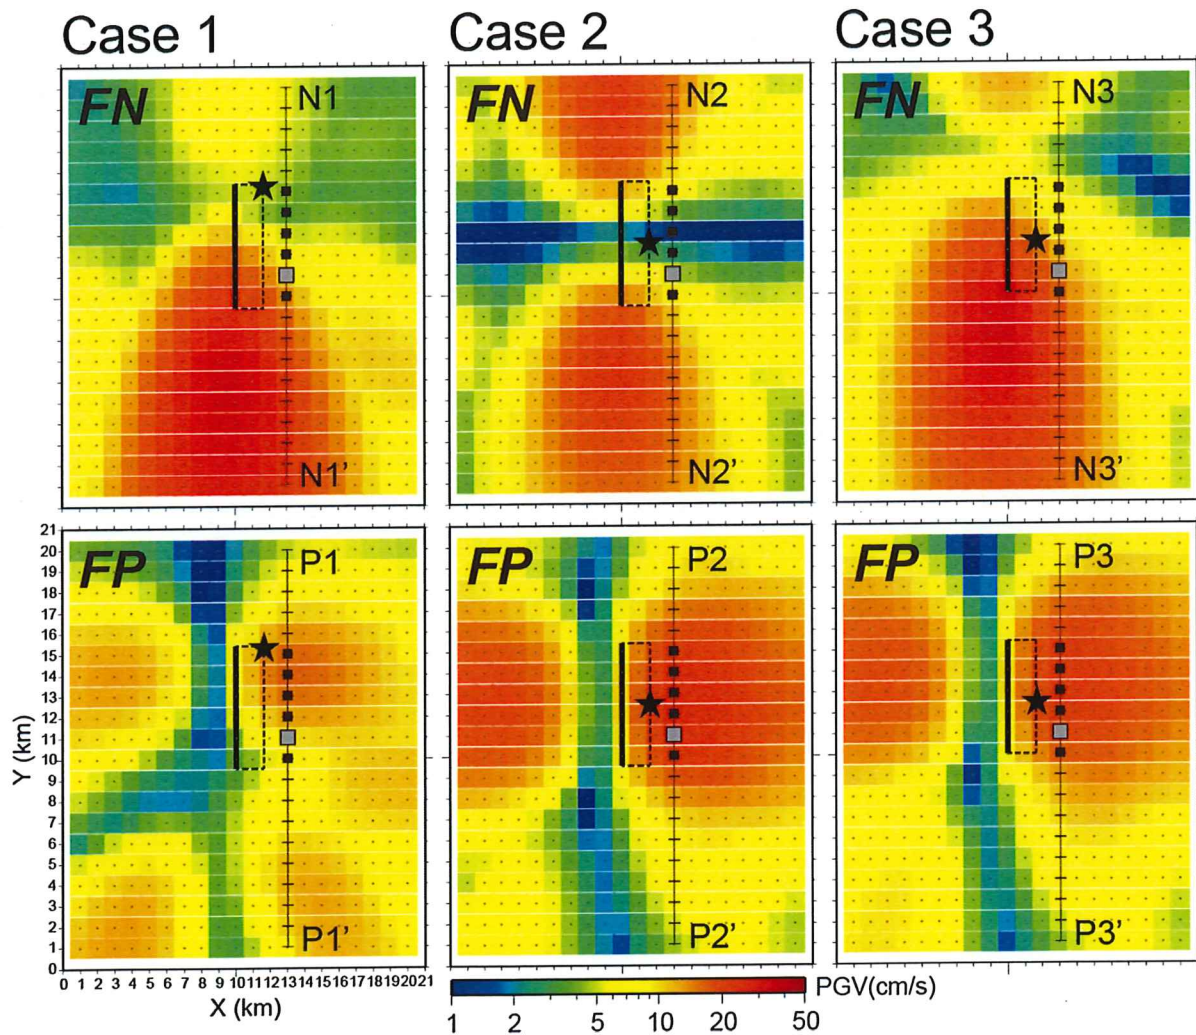 Case 1 Case 2 Case 3
FN N1 FN N2 FN N3
N1' N2' N3'
FP P1 FP P2 FP P3
P1' P2' P3'
21
20
19
18
17
16
15
14
13
12
11
10
9
8
7
6
5
4
3
2
1
0
Y (km)
0 1 2 3 4 5 6 7 8 9 10 11 12 13 14 15 16 17 18 19 20 21
X (km)
PGV(cm/s)
1 2 5 10 20 50